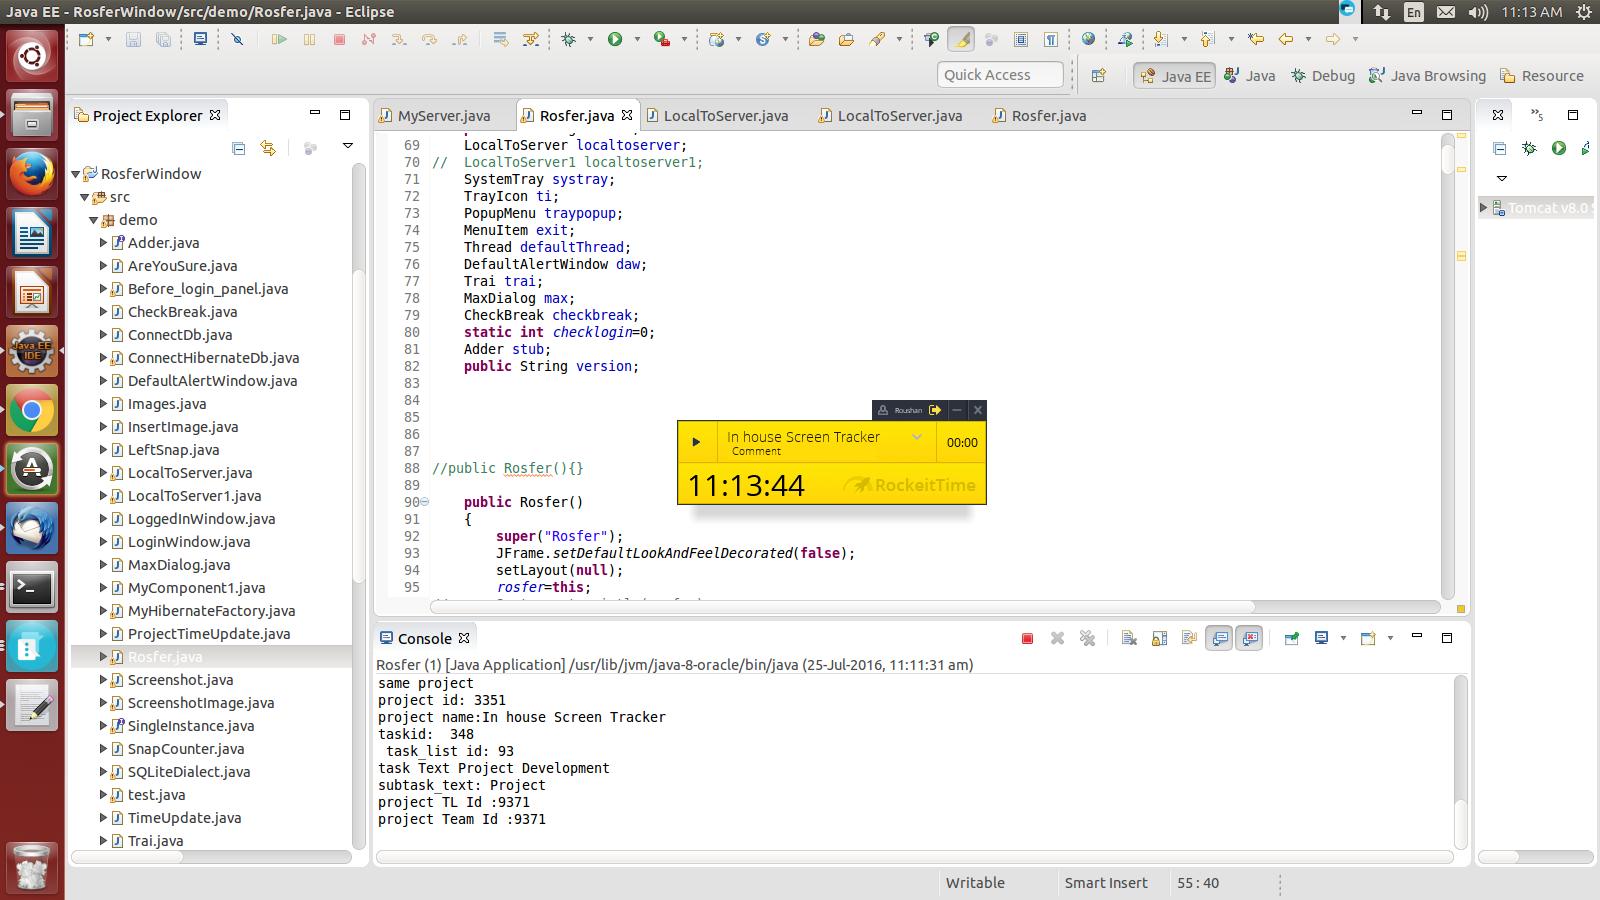 Java EE - RosferWindow/src/demo/Rosfer.java - Eclipse
En
11:13 AM
Quick Access
Java EE
Java
Debug
Java Browsing
Resource
Project Explorer
RosferWindow
src
demo
Adder.java
AreYouSure.java
Before_login_panel.java
CheckBreak.java
ConnectDb.java
ConnectHibernateDb.java
DefaultAlertWindow.java
Images.java
InsertImage.java
LeftSnap.java
LocalToServer.java
LocalToServer1.java
LoggedInWindow.java
LoginWindow.java
MaxDialog.java
MyComponent1.java
MyHibernateFactory.java
ProjectTimeUpdate.java
Rosfer.java
Screenshot.java
ScreenshotImage.java
SingleInstance.java
SnapCounter.java
SQLiteDialect.java
test.java
TimeUpdate.java
Trai.java
MyServer.java
Rosfer.java
LocalToServer.java
LocalToServer.java
Rosfer.java
69 LocalToServer localtoserver;
70 // LocalToServer1 localtoserver1;
71 SystemTray systray;
72 TrayIcon ti;
73 PopupMenu traypopup;
74 MenuItem exit;
75 Thread defaultThread;
76 DefaultAlertWindow daw;
77 Trai trai;
78 MaxDialog max;
79 CheckBreak checkbreak;
80 static int checklogin=0;
81 Adder stub;
82 public String version;
83
84
85
86
87
88 //public Rosfer(){}
89
90 public Rosfer()
91 {
92 super("Rosfer");
93 JFrame.setDefaultLookAndFeelDecorated(false);
94 setLayout(null);
95 rosfer=this;
Roushan
In house Screen Tracker
Comment
00:00
11:13:44
RockeitTime
Tomcat v8.0 S
5
Java EE
IDE
Console
Rosfer (1) [Java Application] /usr/lib/jvm/java-8-oracle/bin/java (25-Jul-2016, 11:11:31 am)
same project
project id: 3351
project name:In house Screen Tracker
taskid: 348
task_list id: 93
task Text Project Development
subtask_text: Project
project TL Id :9371
project Team Id :9371
Writable
Smart Insert
55 : 40